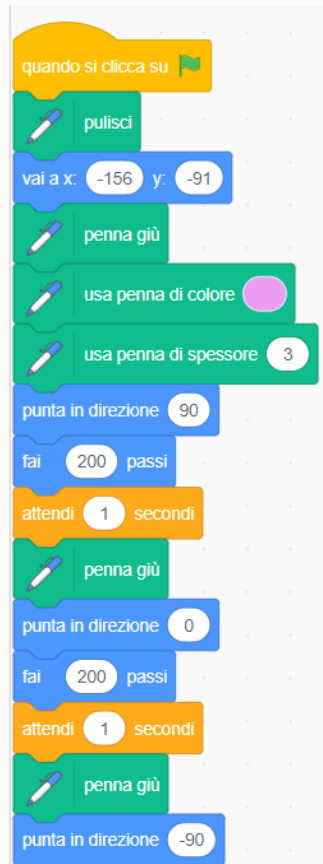 quando si clicca su
pulisci
vai a x: -156 y: -91
penna giù
usa penna di colore
usa penna di spessore 3
punta in direzione 90
fai 200 passi
attendi 1 secondi
penna giù
punta in direzione 0
fai 200 passi
attendi 1 secondi
penna giù
punta in direzione -90